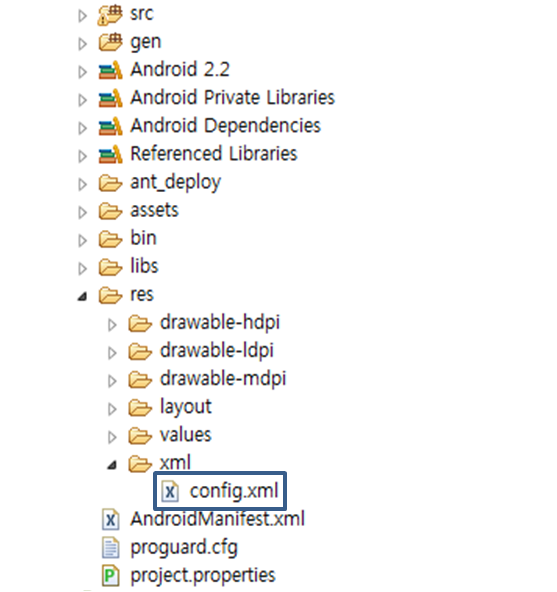 src
gen
Android 2.2
Android Private Libraries
Android Dependencies
Referenced Libraries
ant_deploy
assets
bin
libs
res
drawable-hdpi
drawable-ldpi
drawable-mdpi
layout
values
xml
config.xml
AndroidManifest.xml
proguard.cfg
project.properties